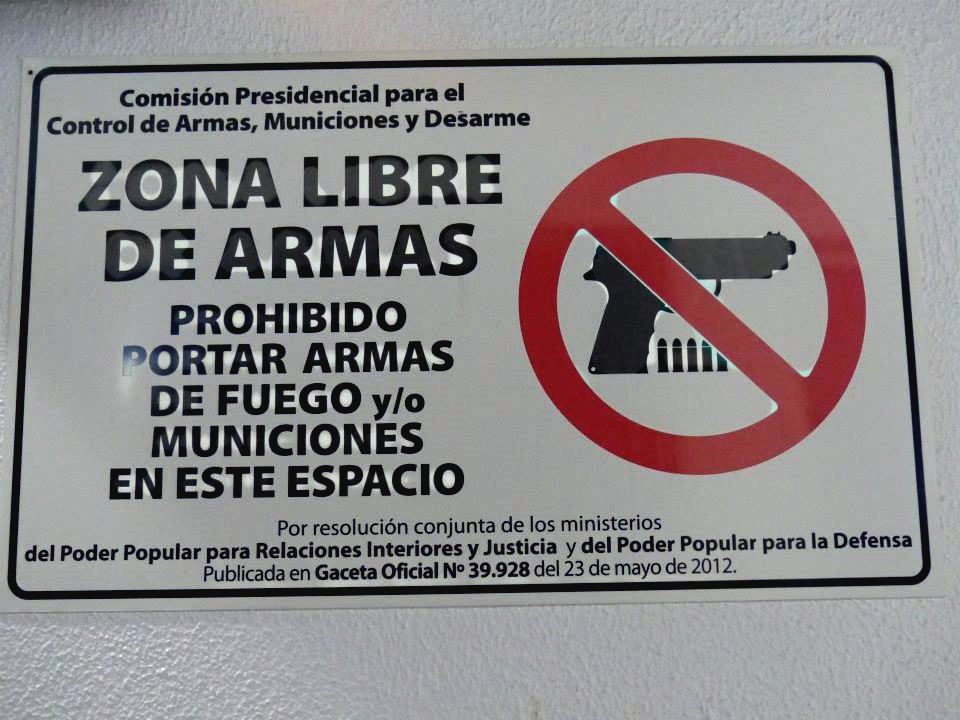 Comisión Presidencial para el
Control de Armas, Municiones y Desarme
ZONA LIBRE
DE ARMAS
PROHIBIDO
PORTAR ARMAS
DE FUEGO y/o
MUNICIONES
EN ESTE ESPACIO
Por resolución conjunta de los ministerios
del Poder Popular para Relaciones Interiores y Justicia y del Poder Popular para la Defensa
Publicada en Gaceta Oficial Nº 39.928 del 23 de mayo de 2012.